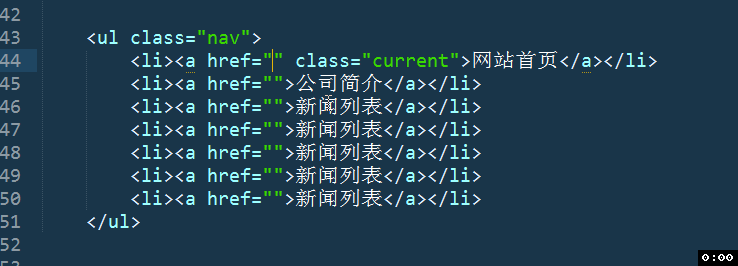 42
43 <ul class="nav">
44 <li><a href="" class="current">网站首页</a></li>
45 <li><a href="">公司简介</a></li>
46 <li><a href="">新闻列表</a></li>
47 <li><a href="">新闻列表</a></li>
48 <li><a href="">新闻列表</a></li>
49 <li><a href="">新闻列表</a></li>
50 <li><a href="">新闻列表</a></li>
51 </ul>
52
53
0:00